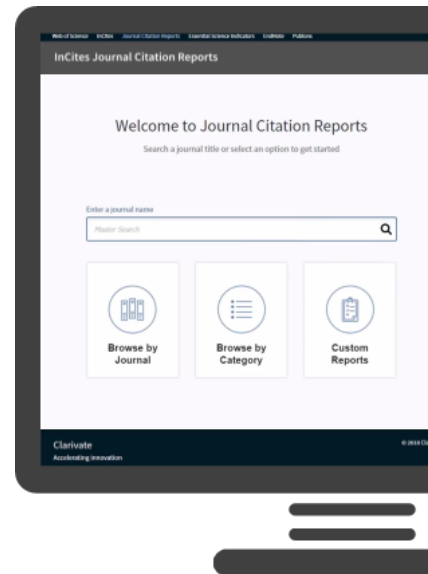 Web of Science InCites Journal Citation Reports Essential Science Indicators EndNote Publons
InCites Journal Citation Reports
Welcome to Journal Citation Reports
Search a journal title or select an option to get started
Enter a journal name
Master Search
Browse by
Journal
Browse by
Category
Custom
Reports
Clarivate
Accelerating innovation
© 2018